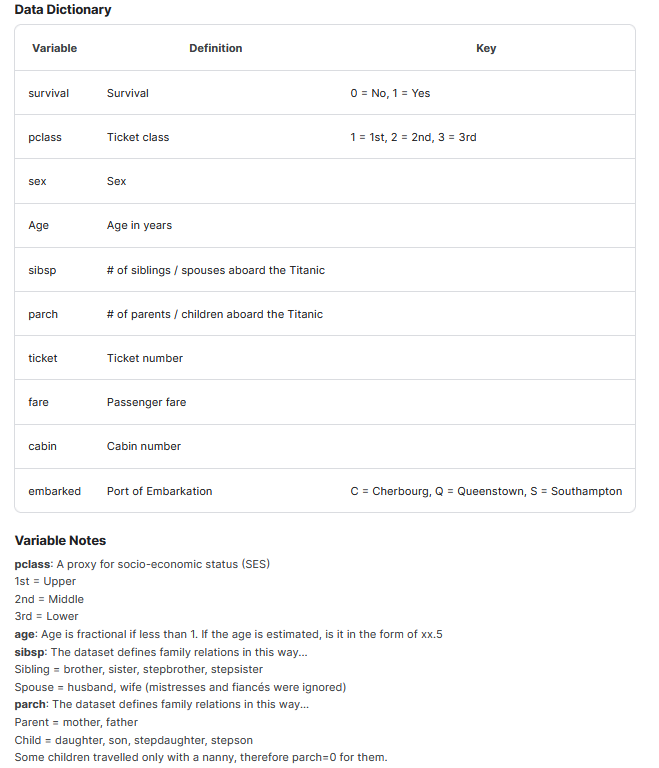 Data Dictionary
Variable Definition Key
survival Survival 0 = No, 1 = Yes
pclass Ticket class 1 = 1st, 2 = 2nd, 3 = 3rd
sex Sex
Age Age in years
sibsp # of siblings / spouses aboard the Titanic
parch # of parents / children aboard the Titanic
ticket Ticket number
fare Passenger fare
cabin Cabin number
embarked Port of Embarkation C = Cherbourg, Q = Queenstown, S = Southampton
Variable Notes
pclass: A proxy for socio-economic status (SES)
1st = Upper
2nd = Middle
3rd = Lower
age: Age is fractional if less than 1. If the age is estimated, is it in the form of xx.5
sibsp: The dataset defines family relations in this way...
Sibling = brother, sister, stepbrother, stepsister
Spouse = husband, wife (mistresses and fiancés were ignored)
parch: The dataset defines family relations in this way...
Parent = mother, father
Child = daughter, son, stepdaughter, stepson
Some children travelled only with a nanny, therefore parch=0 for them.